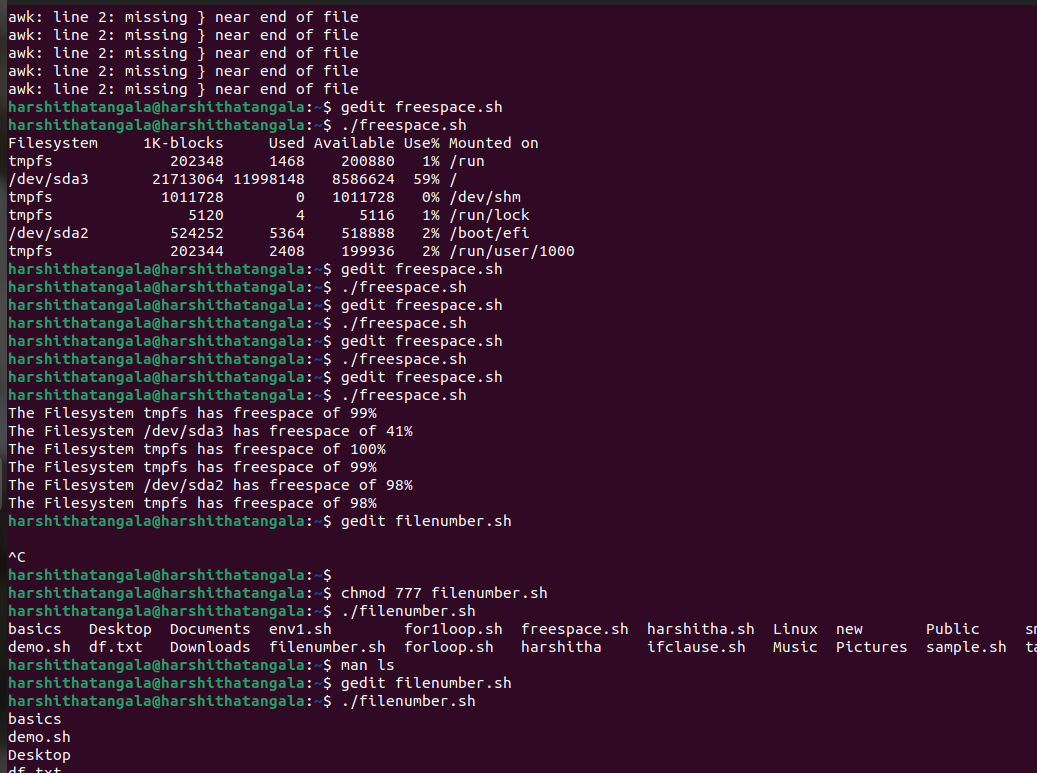 awk: line 2: missing } near end of file
awk: line 2: missing } near end of file
awk: line 2: missing } near end of file
awk: line 2: missing } near end of file
awk: line 2: missing } near end of file
harshithatangala@harshithatangala:~$ gedit freespace.sh
harshithatangala@harshithatangala:~$ ./freespace.sh
Filesystem     1K-blocks     Used Available Use% Mounted on
tmpfs             202348     1468    200880   1% /run
/dev/sda3       21713064 11998148   8586624  59% /
tmpfs            1011728        0   1011728   0% /dev/shm
tmpfs               5120        4      5116   1% /run/lock
/dev/sda2         524252     5364    518888   2% /boot/efi
tmpfs             202344     2408    199936   2% /run/user/1000
harshithatangala@harshithatangala:~$ gedit freespace.sh
harshithatangala@harshithatangala:~$ ./freespace.sh
harshithatangala@harshithatangala:~$ gedit freespace.sh
harshithatangala@harshithatangala:~$ ./freespace.sh
harshithatangala@harshithatangala:~$ gedit freespace.sh
harshithatangala@harshithatangala:~$ ./freespace.sh
harshithatangala@harshithatangala:~$ gedit freespace.sh
harshithatangala@harshithatangala:~$ ./freespace.sh
The Filesystem tmpfs has freespace of 99%
The Filesystem /dev/sda3 has freespace of 41%
The Filesystem tmpfs has freespace of 100%
The Filesystem tmpfs has freespace of 99%
The Filesystem /dev/sda2 has freespace of 98%
The Filesystem tmpfs has freespace of 98%
harshithatangala@harshithatangala:~$ gedit filenumber.sh
^C
harshithatangala@harshithatangala:~$
harshithatangala@harshithatangala:~$ chmod 777 filenumber.sh
harshithatangala@harshithatangala:~$ ./filenumber.sh
basics   Desktop  Documents  env1.sh        for1loop.sh  freespace.sh  harshitha.sh  Linux  new       Public
demo.sh  df.txt   Downloads  filenumber.sh  forloop.sh   harshitha     ifclause.sh   Music  Pictures  sample.sh
harshithatangala@harshithatangala:~$ man ls
harshithatangala@harshithatangala:~$ gedit filenumber.sh
harshithatangala@harshithatangala:~$ ./filenumber.sh
basics
demo.sh
Desktop
df.txt